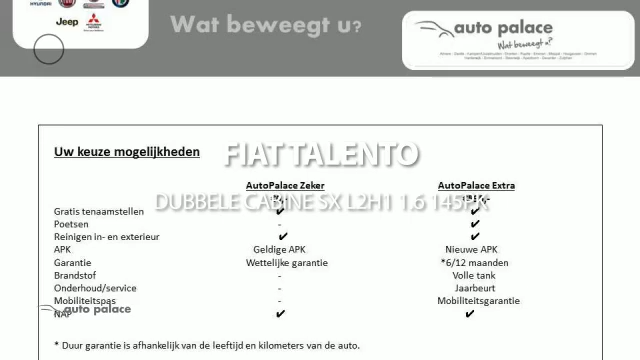 HYUNDAI
Jeep
MITSUBISHI MOTORS
Wat beweegt u?
auto palace
Wat beweegt u?
Uw keuze mogelijkheden
FIAT TALENTO
AutoPalace Zeker
AutoPalace Extra
DUBBELE CABINE SX L2H1 1.6 145PK
Gratis tenaamstellen ✔ ✔
Poetsen - ✔
Reinigen in- en exterieur ✔ ✔
APK Geldige APK Nieuwe APK
Garantie Wettelijke garantie *6/12 maanden
Brandstof - Volle tank
Onderhoud/service - Jaarbeurt
Mobiliteitspas - Mobiliteitsgarantie
auto palace
NAP ✔ ✔
* Duur garantie is afhankelijk van de leeftijd en kilometers van de auto.